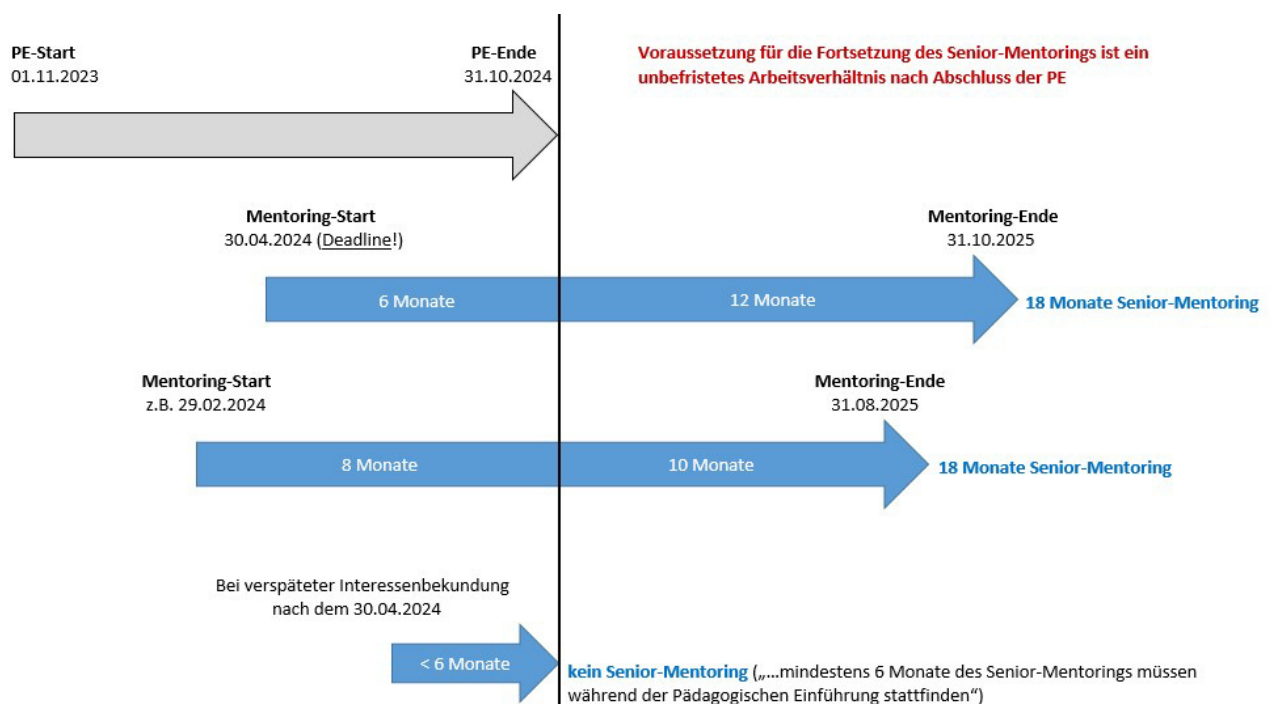 PE-Start
01.11.2023
PE-Ende
31.10.2024
Voraussetzung für die Fortsetzung des Senior-Mentorings ist ein
unbefristetes Arbeitsverhältnis nach Abschluss der PE
Mentoring-Start
30.04.2024 (Deadline!)
Mentoring-Ende
31.10.2025
6 Monate
12 Monate
18 Monate Senior-Mentoring
Mentoring-Start
z.B. 29.02.2024
Mentoring-Ende
31.08.2025
8 Monate
10 Monate
18 Monate Senior-Mentoring
Bei verspäteter Interessenbekundung
nach dem 30.04.2024
< 6 Monate
kein Senior-Mentoring („...mindestens 6 Monate des Senior-Mentorings müssen
während der Pädagogischen Einführung stattfinden“)